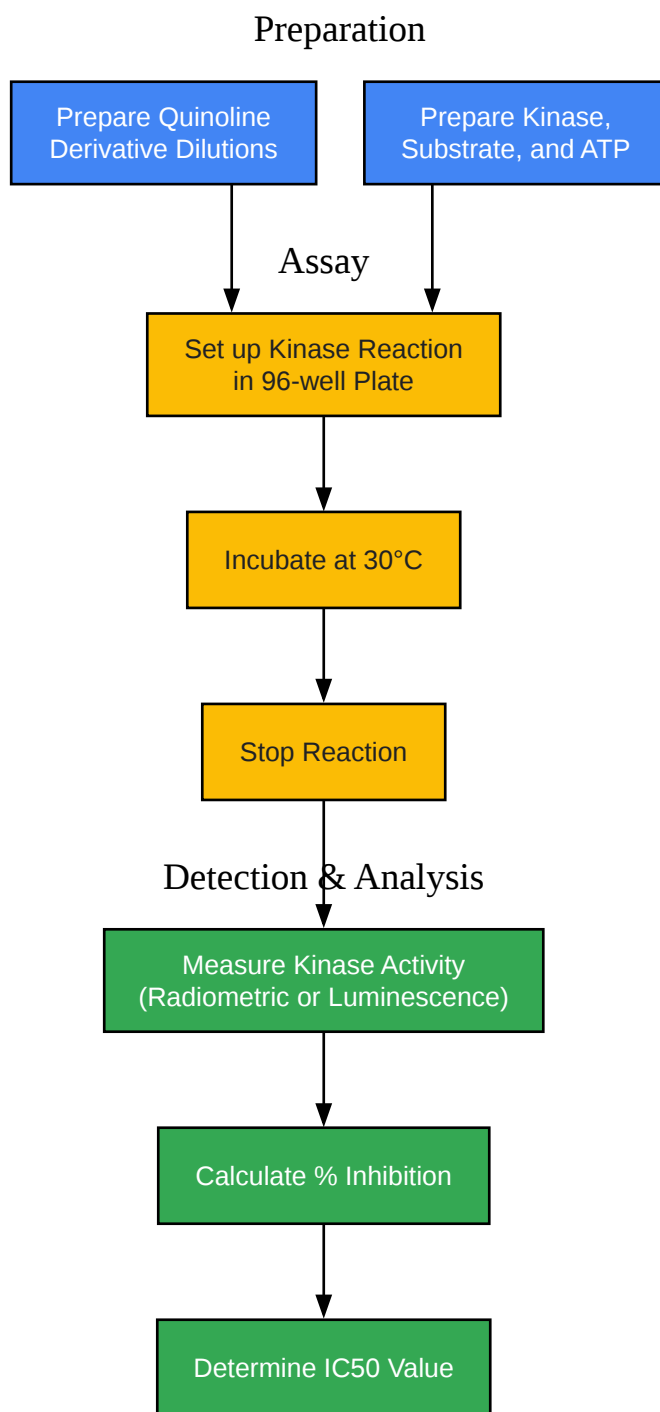 Preparation
Prepare Quinoline
Derivative Dilutions
Prepare Kinase,
Substrate, and ATP
Assay
Set up Kinase Reaction
in 96-well Plate
Incubate at 30°C
Stop Reaction
Detection & Analysis
Measure Kinase Activity
(Radiometric or Luminescence)
Calculate % Inhibition
Determine IC50 Value